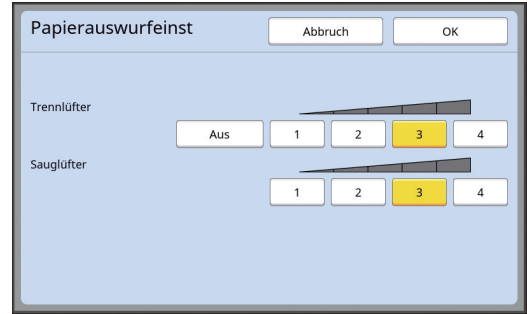 Papierauswurfeinst Abbruch OK
Trennlüfter
Aus 1 2 3 4
Sauglüfter
1 2 3 4